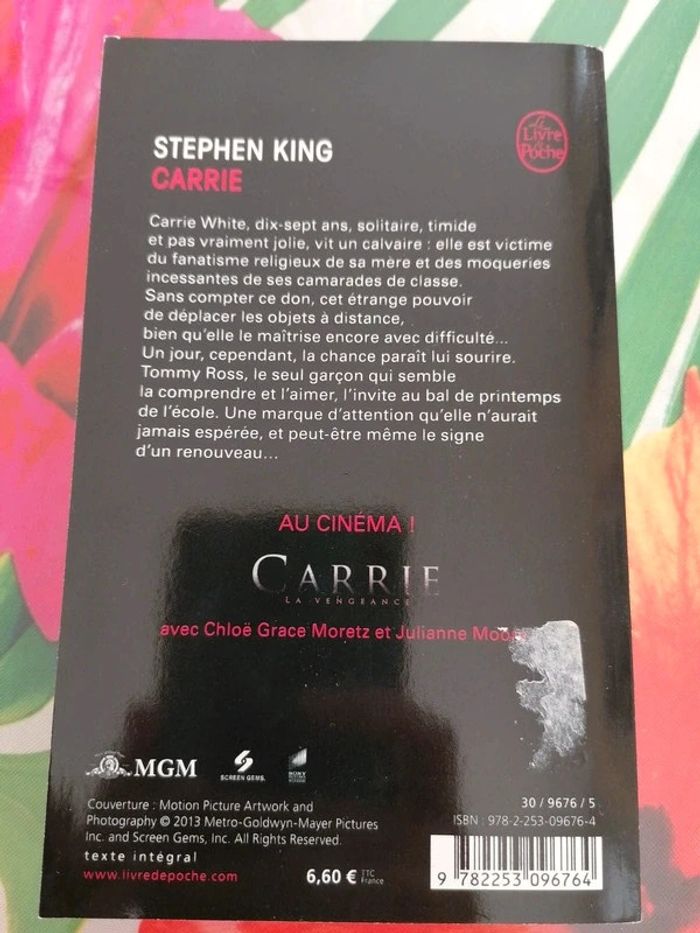 Le
Livre
de
Poche
STEPHEN KING
CARRIE
Carrie White, dix-sept ans, solitaire, timide
et pas vraiment jolie, vit un calvaire : elle est victime
du fanatisme religieux de sa mère et des moqueries
incessantes de ses camarades de classe.
Sans compter ce don, cet étrange pouvoir
de déplacer les objets à distance,
bien qu'elle le maîtrise encore avec difficulté...
Un jour, cependant, la chance paraît lui sourire.
Tommy Ross, le seul garçon qui semble
la comprendre et l'aimer, l'invite au bal de printemps
de l'école. Une marque d'attention qu'elle n'aurait
jamais espérée, et peut-être même le signe
d'un renouveau...
AU CINÉMA !
CARRIE
LA VENGEANCE
avec Chloë Grace Moretz et Julianne
MGM
SCREEN GEMS
SONY
Couverture : Motion Picture Artwork and
Photography © 2013 Metro-Goldwyn-Mayer Pictures
Inc. and Screen Gems, Inc. All Rights Reserved.
texte intégral
www.livredepoche.com
6,60 € TTC
France
30 / 9676 / 5
ISBN : 978-2-253-09676-4
9 782253 096764